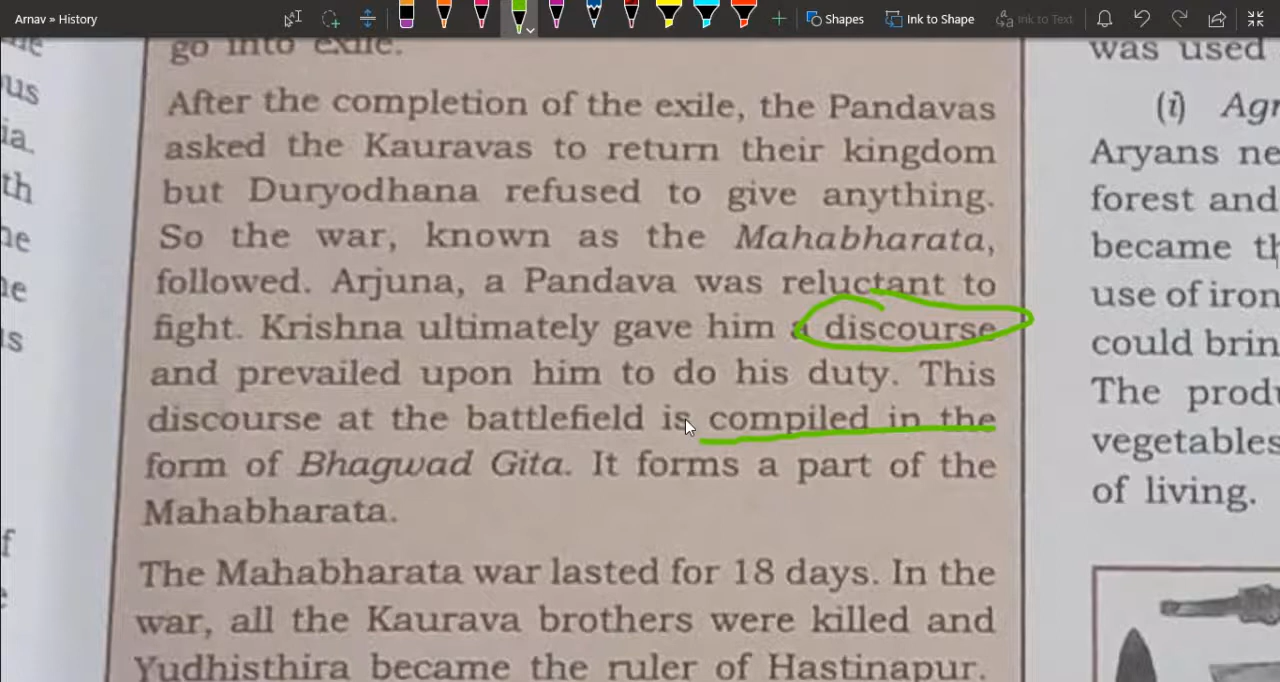 Arnav » History
Shapes
Ink to Shape
Ink to Text
go into exile.
After the completion of the exile, the Pandavas
asked the Kauravas to return their kingdom
but Duryodhana refused to give anything.
So the war, known as the Mahabharata,
followed. Arjuna, a Pandava was reluctant to
fight. Krishna ultimately gave him a discourse
and prevailed upon him to do his duty. This
discourse at the battlefield is compiled in the
form of Bhagwad Gita. It forms a part of the
Mahabharata.
The Mahabharata war lasted for 18 days. In the
war, all the Kaurava brothers were killed and
Yudhisthira became the ruler of Hastinapur.
us
ia.
th
was used
(i) Agr
Aryans ne
forest and
became th
use of iron
could brin
The produ
vegetables
of living.